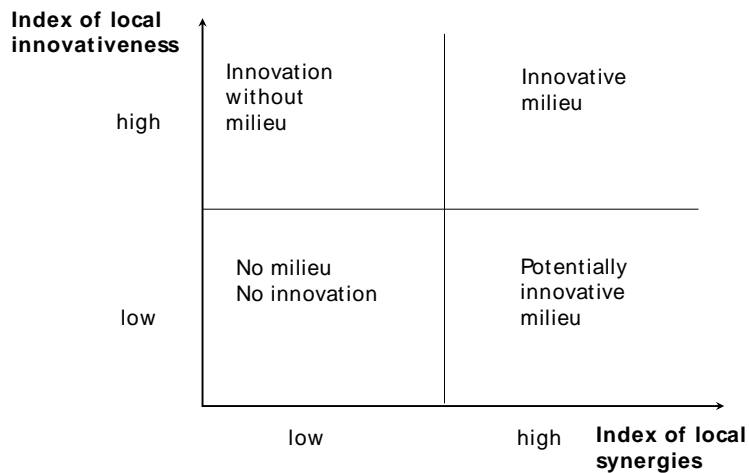 Index of local
innovativeness
Innovation
without
milieu
Innovative
milieu
high
No milieu
No innovation
Potentially
innovative
milieu
low
low
high
Index of local
synergies